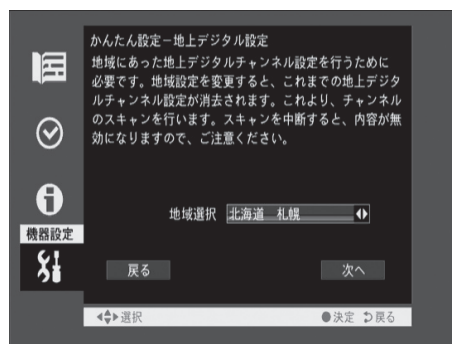 かんたん設定－地上デジタル設定
地域にあった地上デジタルチャンネル設定を行うために
必要です。地域設定を変更すると、これまでの地上デジタ
ルチャンネル設定が消去されます。これより、チャンネル
のスキャンを行います。スキャンを中断すると、内容が無
効になりますので、ご注意ください。
地域選択 北海道 札幌
機器設定
戻る 次へ
選択 決定 戻る